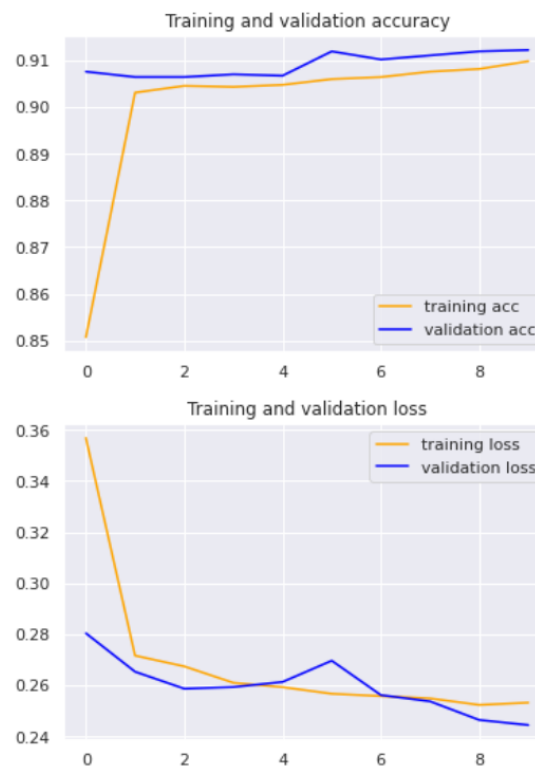 Training and validation accuracy
0.91
0.90
0.89
0.88
0.87
0.86
0.85
training acc
validation acc
0 2 4 6 8
Training and validation loss
0.36
0.34
0.32
0.30
0.28
0.26
0.24
training loss
validation loss
0 2 4 6 8